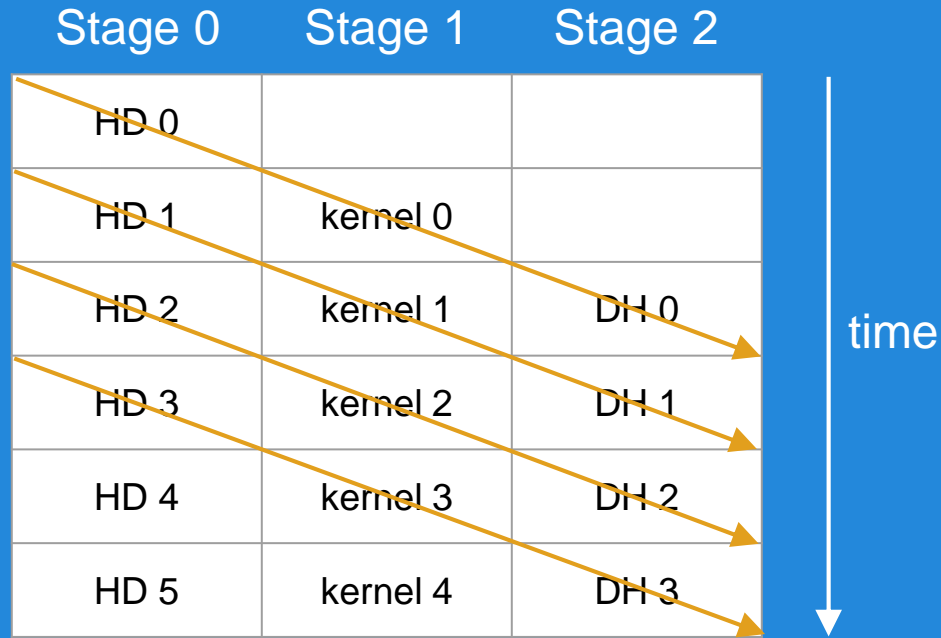 Stage 0 Stage 1 Stage 2
HD 0
HD 1 kernel 0
HD 2 kernel 1 DH 0
time
HD 3 kernel 2 DH 1
HD 4 kernel 3 DH 2
HD 5 kernel 4 DH 3